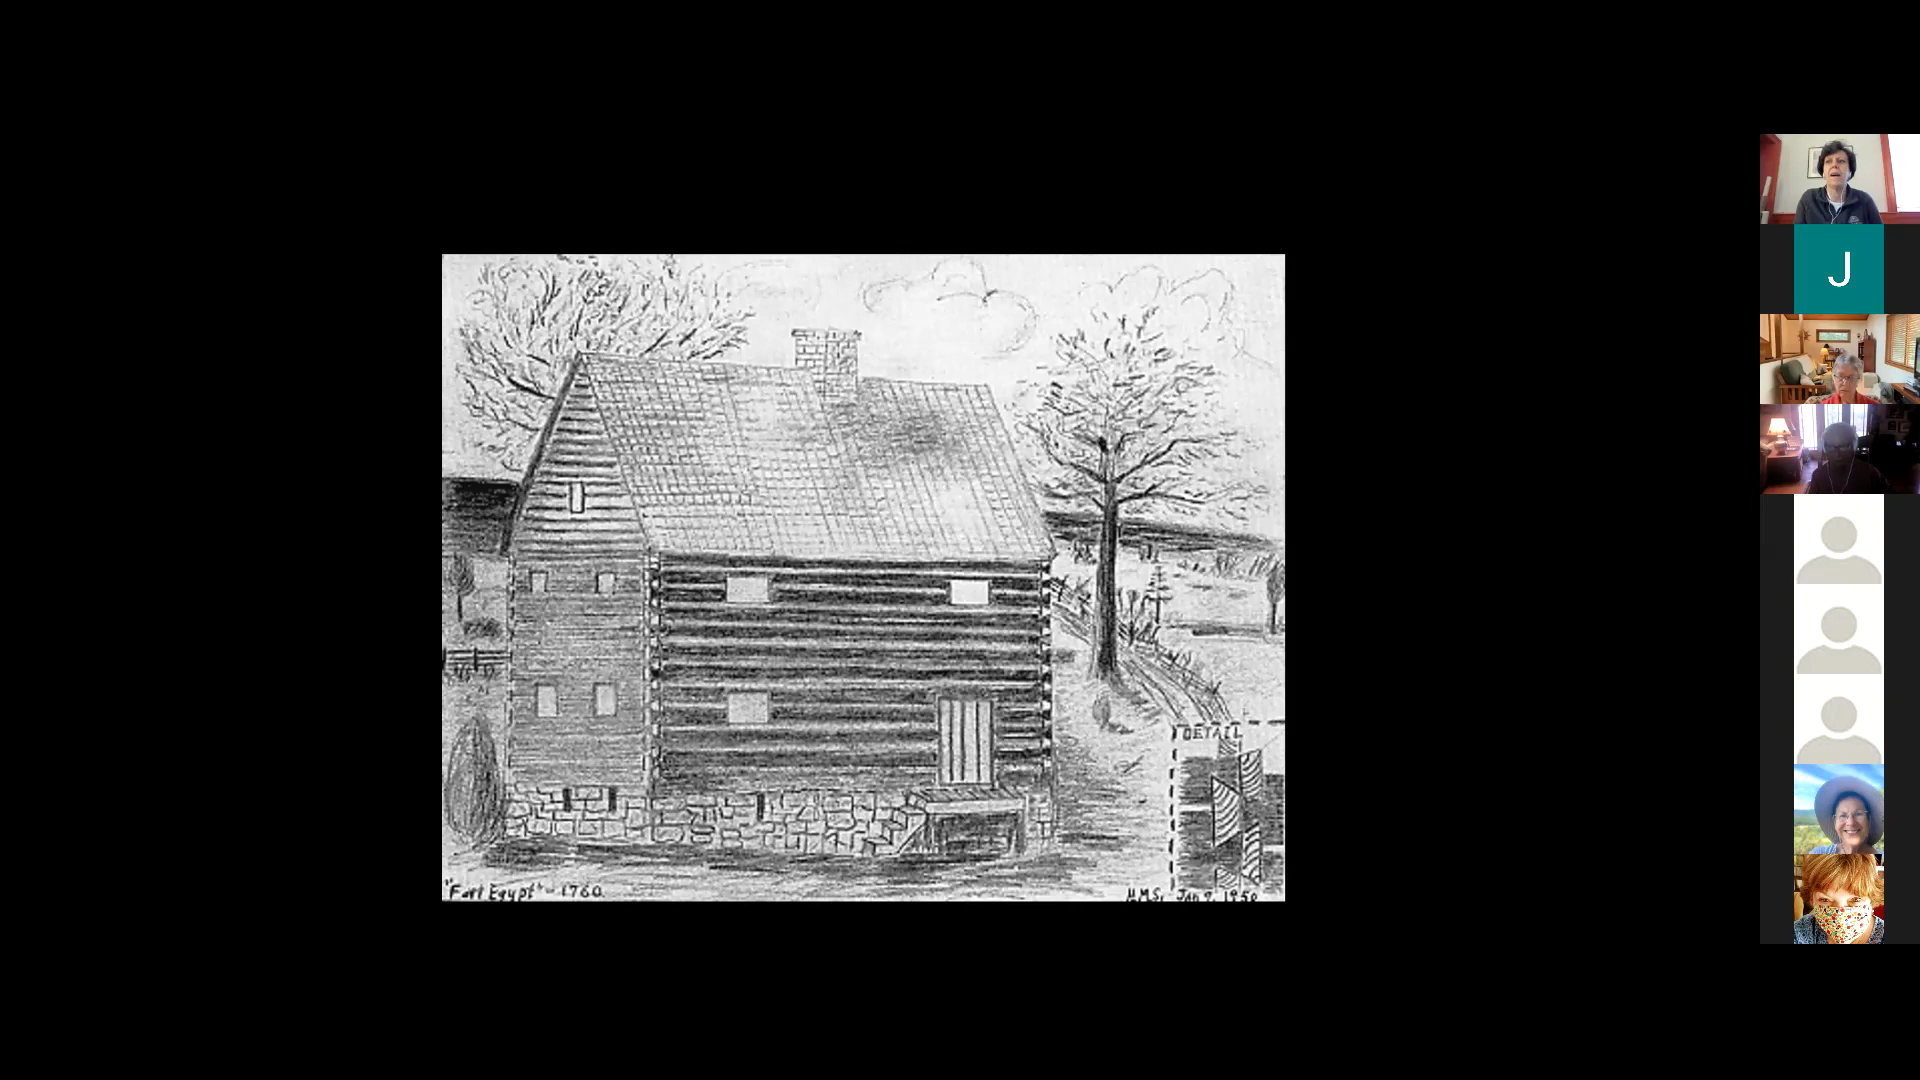 J
DETAIL
"Fort Egypt" - 1760.
H.M.S. Jan 9, 1950